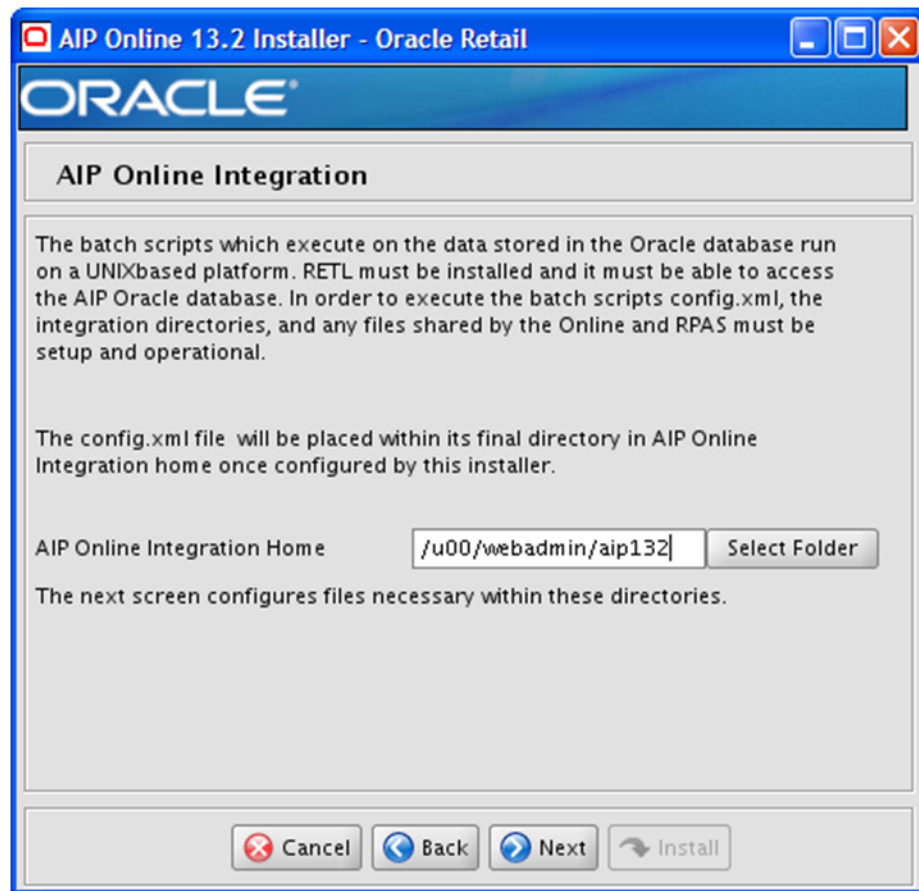 AIP Online 13.2 Installer - Oracle Retail
ORACLE®
AIP Online Integration
The batch scripts which execute on the data stored in the Oracle database run
on a UNIXbased platform. RETL must be installed and it must be able to access
the AIP Oracle database. In order to execute the batch scripts config.xml, the
integration directories, and any files shared by the Online and RPAS must be
setup and operational.
The config.xml file will be placed within its final directory in AIP Online
Integration home once configured by this installer.
AIP Online Integration Home /u00/webadmin/aip132 Select Folder
The next screen configures files necessary within these directories.
Cancel Back Next Install